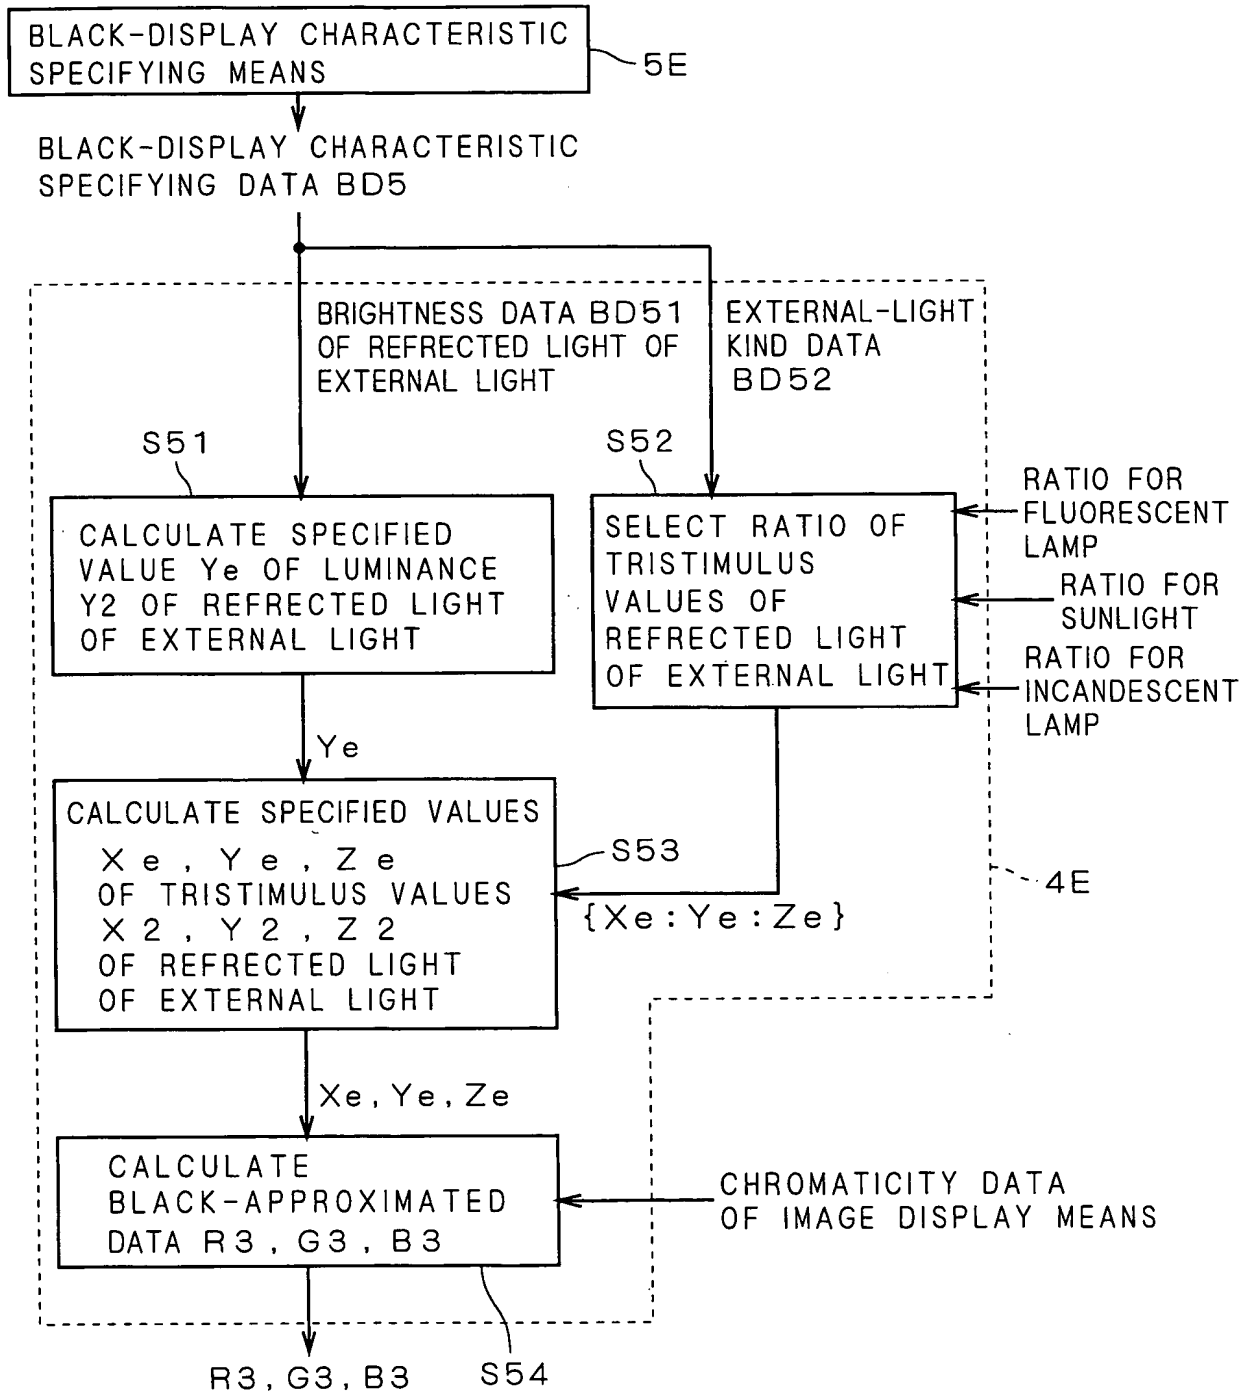 BLACK-DISPLAY CHARACTERISTIC
SPECIFYING MEANS
5E
BLACK-DISPLAY CHARACTERISTIC
SPECIFYING DATA BD5
BRIGHTNESS DATA BD51
OF REFRECTED LIGHT OF
EXTERNAL LIGHT
EXTERNAL-LIGHT
KIND DATA
BD52
S51
S52
CALCULATE SPECIFIED
VALUE Ye OF LUMINANCE
Y2 OF REFRECTED LIGHT
OF EXTERNAL LIGHT
SELECT RATIO OF
TRISTIMULUS
VALUES OF
REFRECTED LIGHT
OF EXTERNAL LIGHT
RATIO FOR
FLUORESCENT
LAMP
RATIO FOR
SUNLIGHT
RATIO FOR
INCANDESCENT
LAMP
Ye
CALCULATE SPECIFIED VALUES
Xe, Ye, Ze
OF TRISTIMULUS VALUES
X2, Y2, Z2
OF REFRECTED LIGHT
OF EXTERNAL LIGHT
S53
{Xe:Ye:Ze}
4E
Xe, Ye, Ze
CALCULATE
BLACK-APPROXIMATED
DATA R3, G3, B3
CHROMATICITY DATA
OF IMAGE DISPLAY MEANS
S54
R3, G3, B3